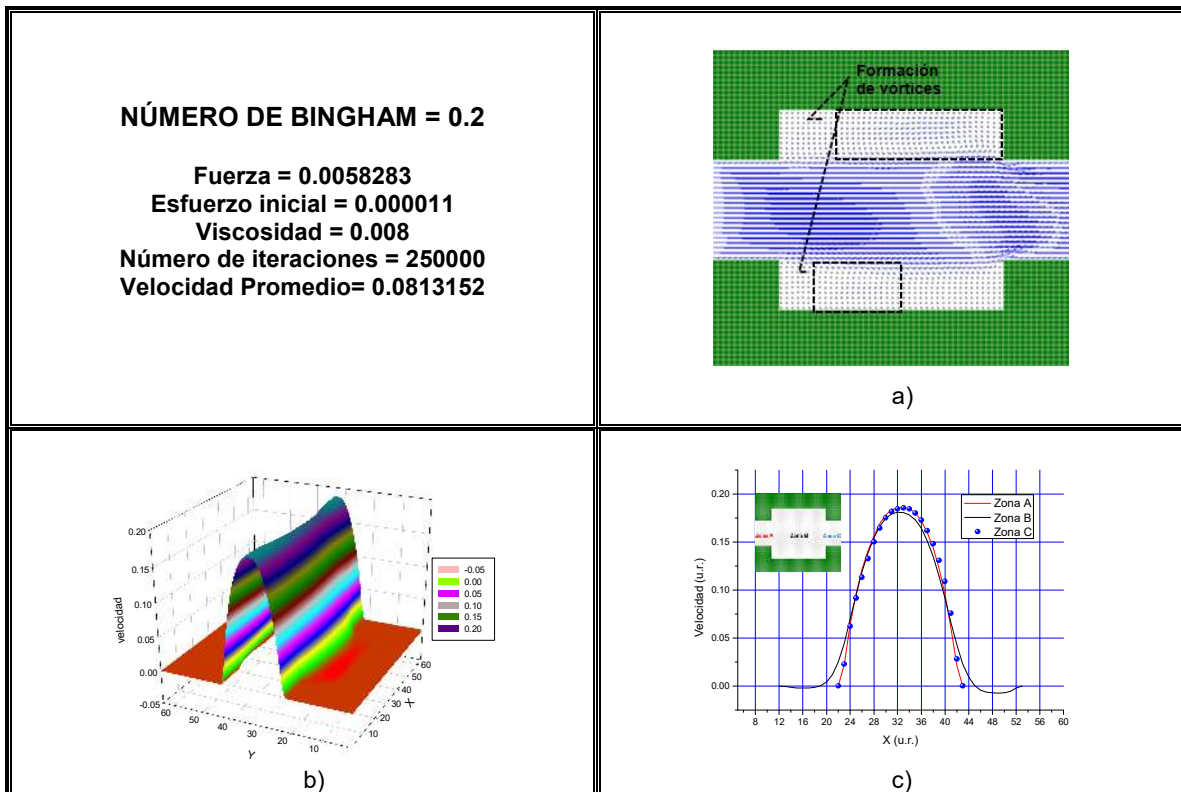 NÚMERO DE BINGHAM = 0.2
Fuerza = 0.0058283
Esfuerzo inicial = 0.000011
Viscosidad = 0.008
Número de iteraciones = 250000
Velocidad Promedio= 0.0813152
Formación
de vórtices
a)
0.20
0.15
0.10
0.05
0.00
-0.05
velocidad
60
50
40
30
20
10
Y
10
20
30
40
50
60
X
-0.05
0.00
0.05
0.10
0.15
0.20
b)
0.20
0.15
0.10
0.05
0.00
Velocidad (u.r.)
Zona A
Zona B
Zona C
Zona A
Zona B
8 12 16 20 24 28 32 36 40 44 48 52 56 60
X (u.r.)
c)